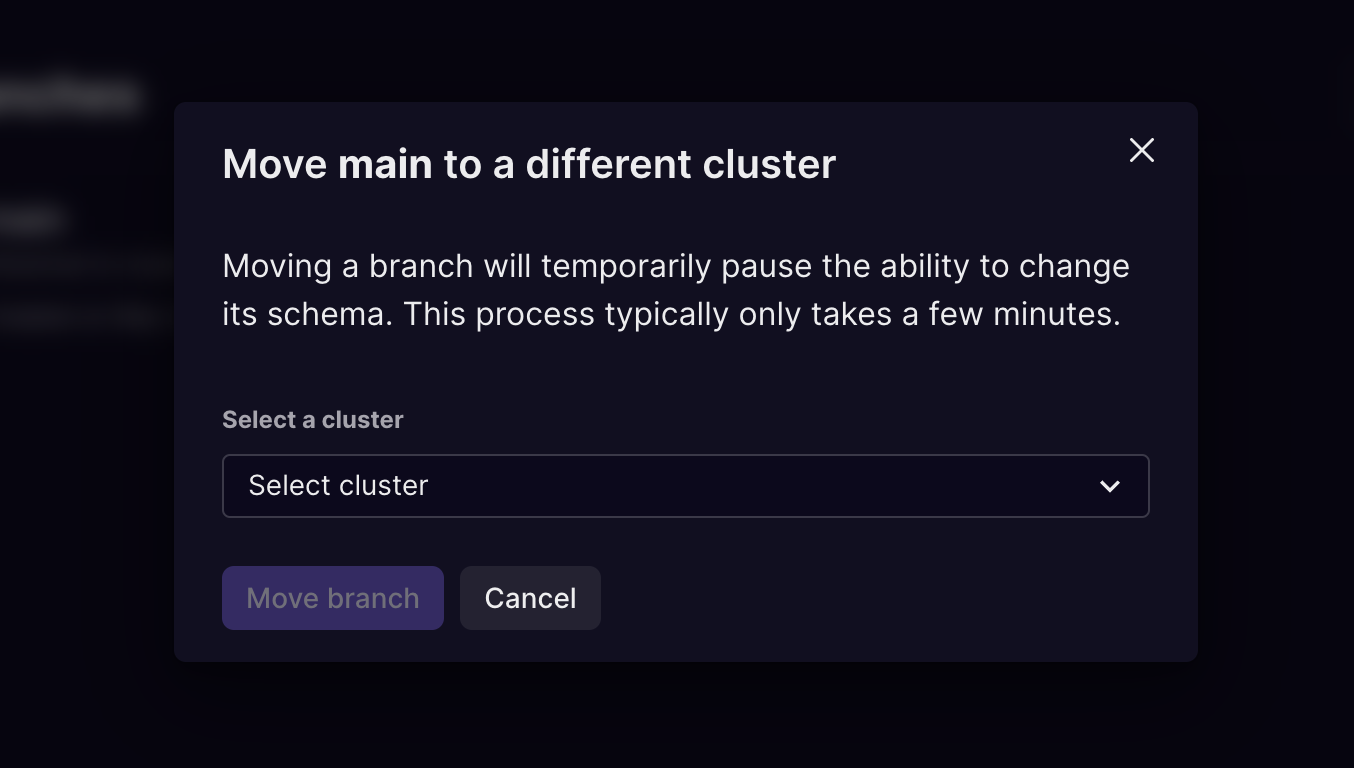 Move main to a different cluster
Moving a branch will temporarily pause the ability to change
its schema. This process typically only takes a few minutes.
Select a cluster
Select cluster
Move branch
Cancel